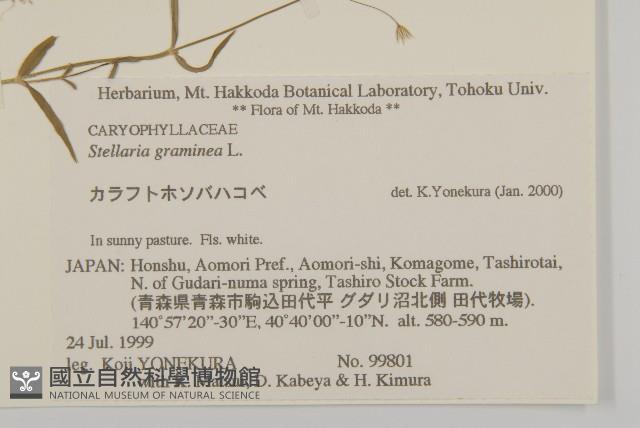 Herbarium, Mt. Hakkoda Botanical Laboratory, Tohoku Univ.
** Flora of Mt. Hakkoda **
CARYOPHYLLACEAE
Stellaria graminea L.
カラフトホソバハコベ det. K.Yonekura (Jan. 2000)
In sunny pasture. Fls. white.
JAPAN: Honshu, Aomori Pref., Aomori-shi, Komagome, Tashirotai,
N. of Gudari-numa spring, Tashiro Stock Farm.
(青森県青森市駒込田代平 グダリ沼北側 田代牧場).
140°57'20"-30"E, 40°40'00"-10"N. alt. 580-590 m.
24 Jul. 1999
leg. Koji YONEKURA No. 99801
D. Kabeya & H. Kimura
國立自然科學博物館
NATIONAL MUSEUM OF NATURAL SCIENCE